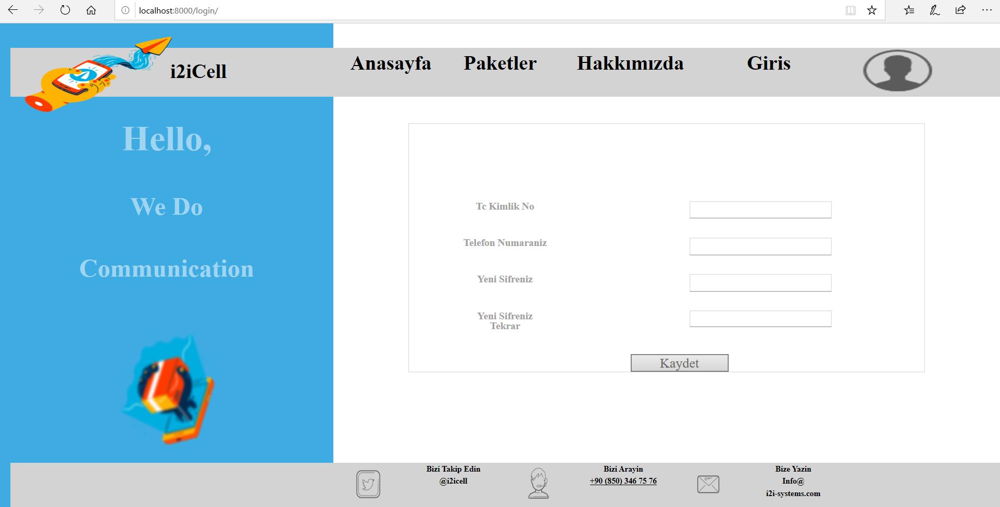 localhost:8000/login/
i2iCell
Anasayfa Paketler Hakkımızda Giris
Hello,
We Do
Communication
Tc Kimlik No
Telefon Numaraniz
Yeni Sifreniz
Yeni Sifreniz
Tekrar
Kaydet
Bizi Takip Edin
@i2icell
Bizi Arayin
+90 (850) 346 75 76
Bize Yazin
Info@
i2i-systems.com